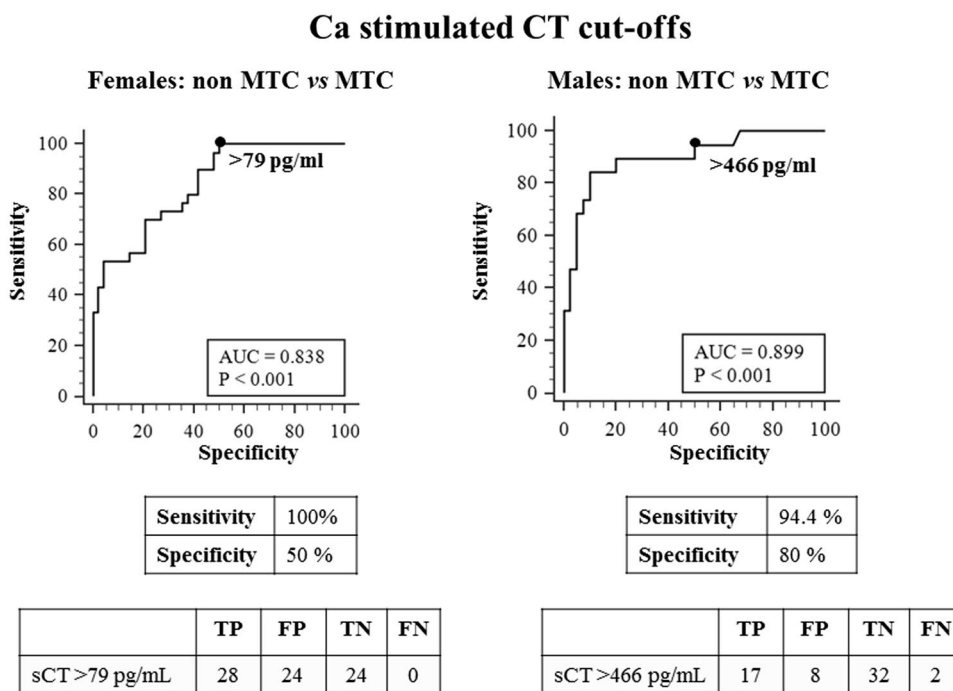 Ca stimulated CT cut-offs
Females: non MTC vs MTC
Males: non MTC vs MTC
100
80
60
40
20
0
Sensitivity
>79 pg/ml
AUC = 0.838
P < 0.001
0 20 40 60 80 100
Specificity
100
80
60
40
20
0
Sensitivity
>466 pg/ml
AUC = 0.899
P < 0.001
0 20 40 60 80 100
Specificity
Sensitivity 100%
Specificity 50 %
Sensitivity 94.4 %
Specificity 80 %
TP FP TN FN
sCT >79 pg/mL 28 24 24 0
TP FP TN FN
sCT >466 pg/mL 17 8 32 2